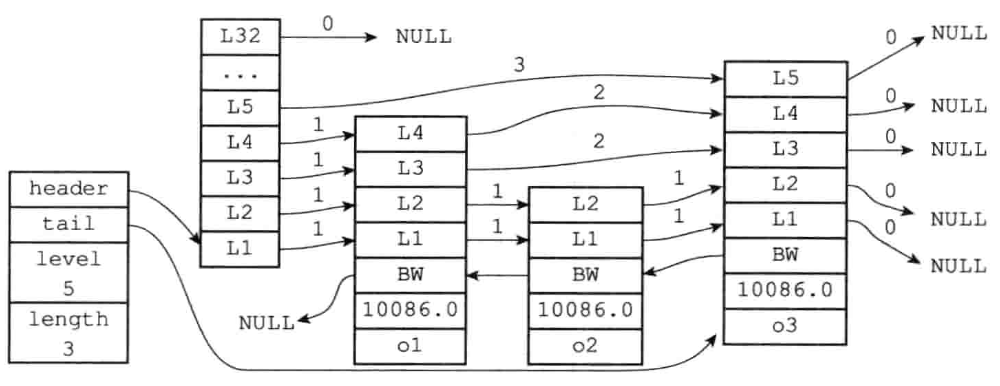 header
tail
level
5
length
3
L32
...
L5
L4
L3
L2
L1
0
NULL
3
1
1
1
1
L4
L3
L2
L1
BW
10086.0
o1
NULL
2
2
1
1
L2
L1
BW
10086.0
o2
1
1
L5
L4
L3
L2
L1
BW
10086.0
o3
0
NULL
0
NULL
0
NULL
0
NULL
0
NULL